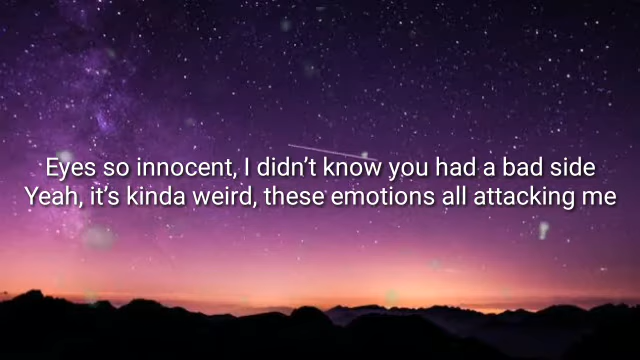 Eyes so innocent, I didn’t know you had a bad side
Yeah, it’s kinda weird, these emotions all attacking me